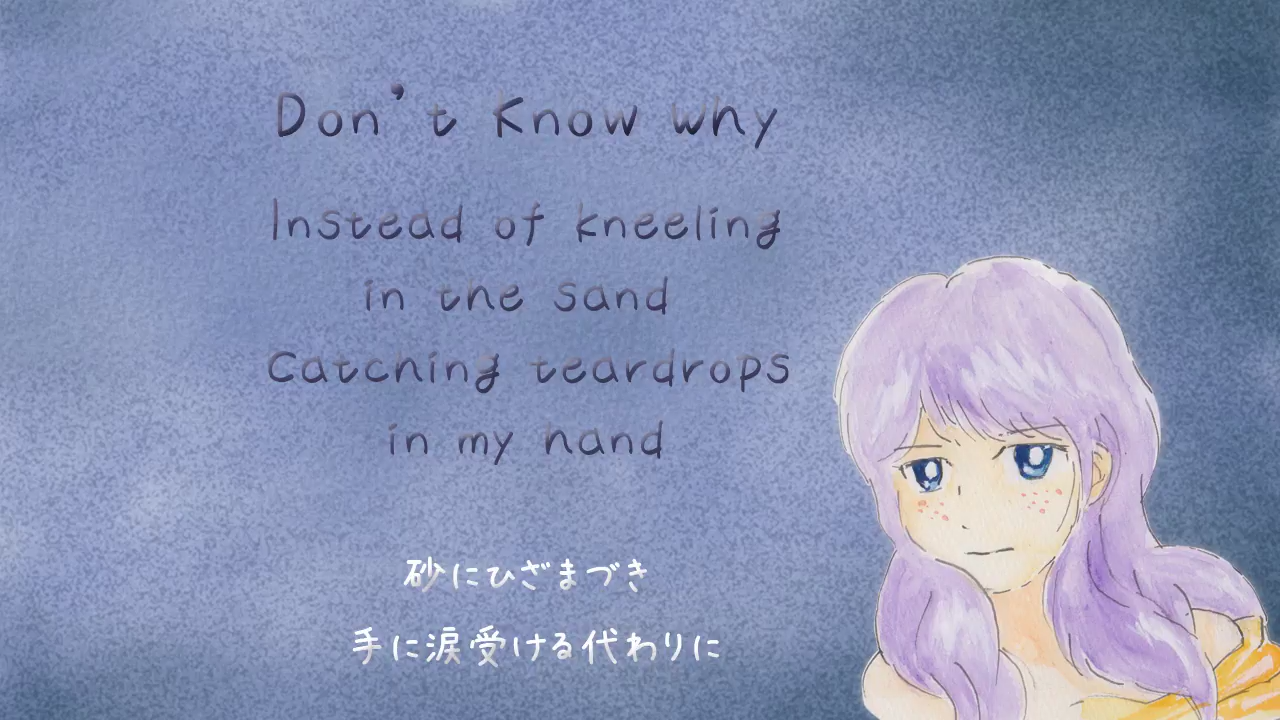 Don't Know Why
Instead of kneeling
in the sand
Catching teardrops
in my hand
砂にひざまづき
手に涙受ける代わりに